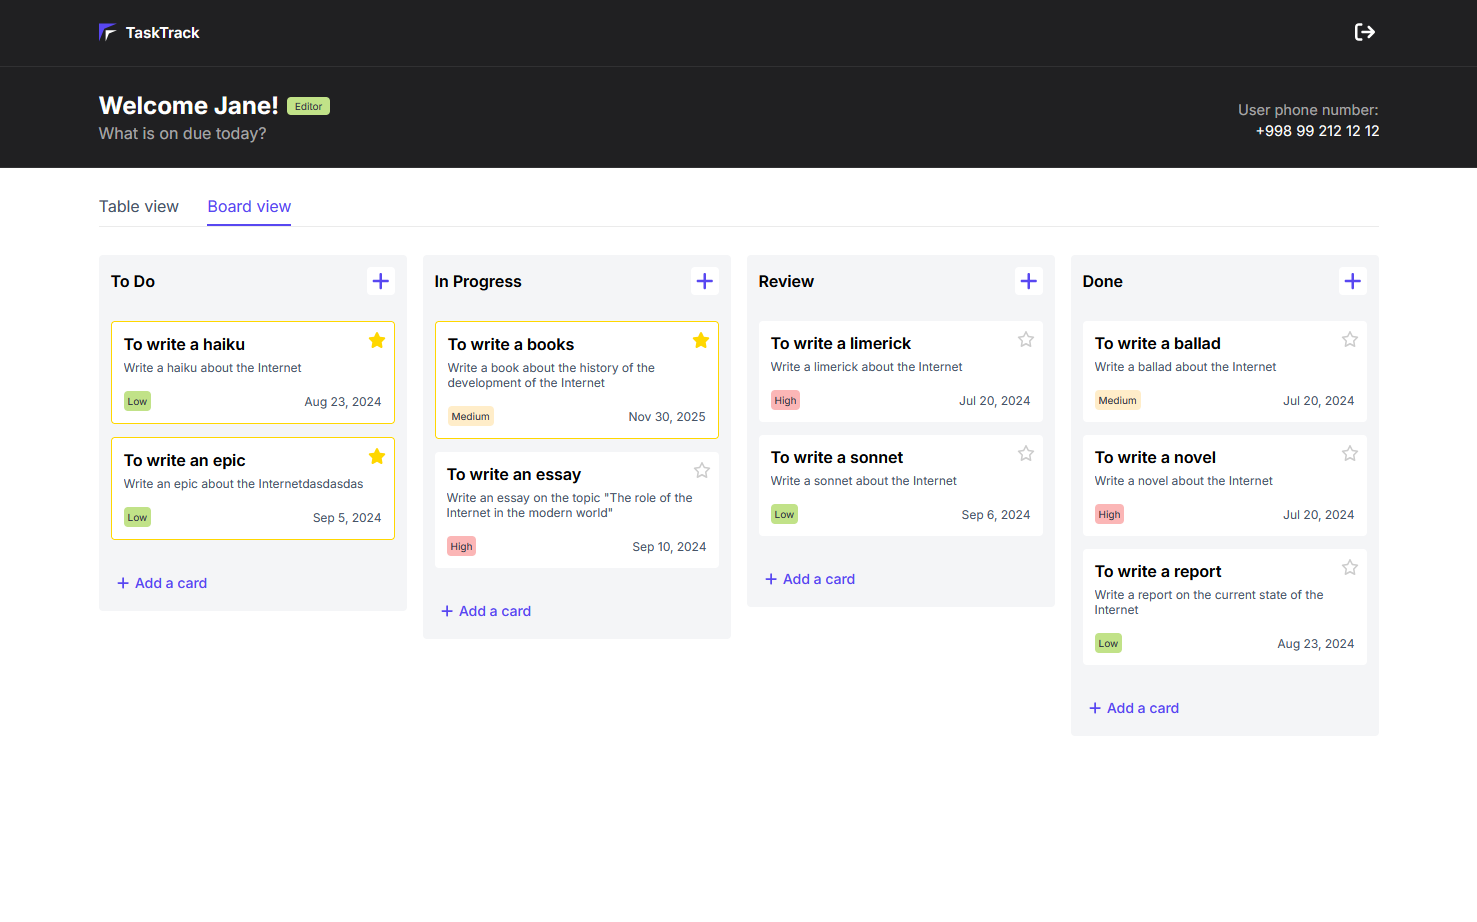 TaskTrack
Welcome Jane!
Editor
What is on due today?
User phone number:
+998 99 212 12 12
Table view
Board view
To Do
To write a haiku
Write a haiku about the Internet
Low
Aug 23, 2024
To write an epic
Write an epic about the Internetdasdasdas
Low
Sep 5, 2024
+ Add a card
In Progress
To write a books
Write a book about the history of the
development of the Internet
Medium
Nov 30, 2025
To write an essay
Write an essay on the topic "The role of the
Internet in the modern world"
High
Sep 10, 2024
+ Add a card
Review
To write a limerick
Write a limerick about the Internet
High
Jul 20, 2024
To write a sonnet
Write a sonnet about the Internet
Low
Sep 6, 2024
+ Add a card
Done
To write a ballad
Write a ballad about the Internet
Medium
Jul 20, 2024
To write a novel
Write a novel about the Internet
High
Jul 20, 2024
To write a report
Write a report on the current state of the
Internet
Low
Aug 23, 2024
+ Add a card